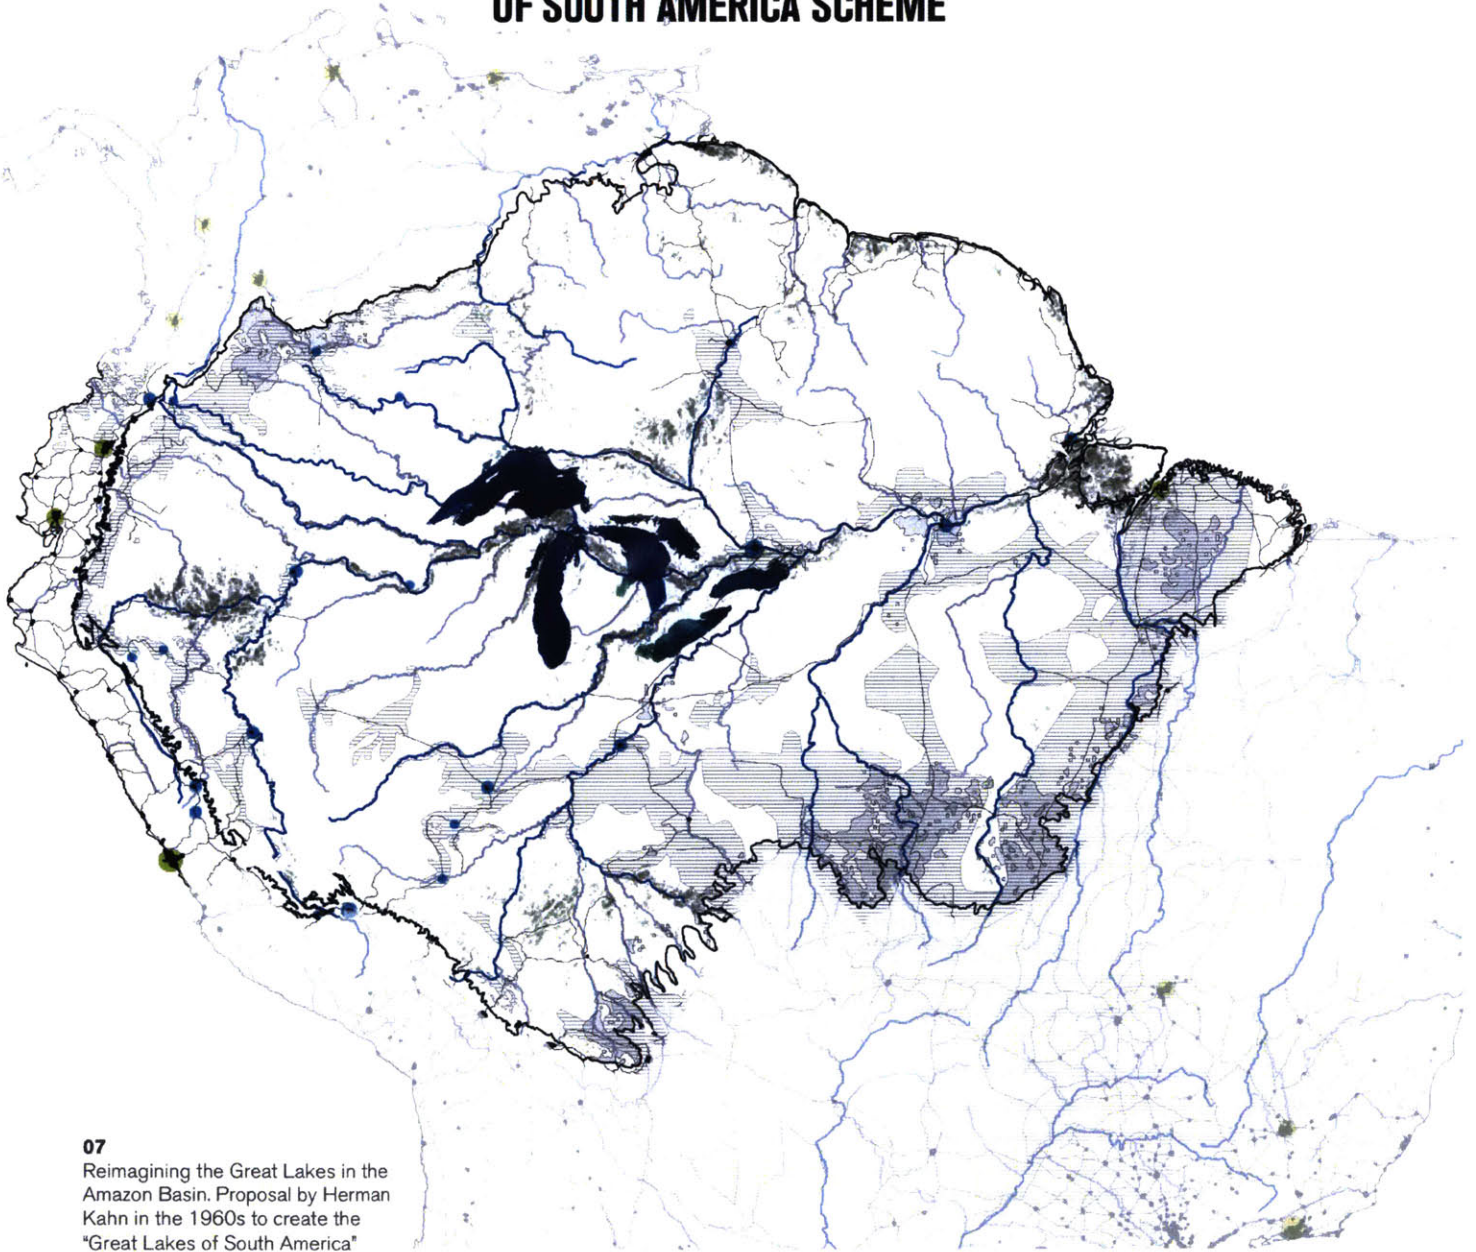 OF SOUTH AMERICA SCHEME
07
Reimagining the Great Lakes in the
Amazon Basin. Proposal by Herman
Kahn in the 1960s to create the
"Great Lakes of South America"